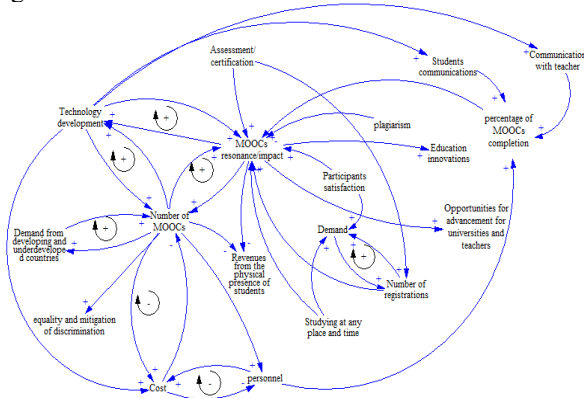 Assessment/
certification
Students
communications
Communication
with teacher
Technology
development
plagiarism
percentage of
MOOCs
completion
MOOCs
resonance/impact
Education
innovations
Participants
satisfaction
Number of
MOOCs
Opportunities for
advancement for
universities and
teachers
Demand from
developing and
underdevelope
d countries
Demand
Revenues
from the
physical
presence of
students
Number of
registrations
equality and mitigation
of discrimination
Studying at any
place and time
Cost
personnel